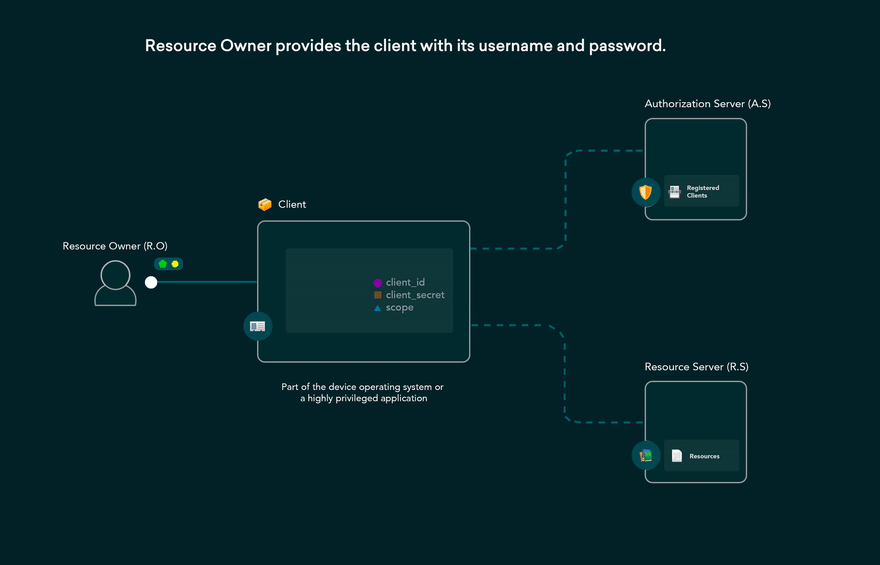 Resource Owner provides the client with its username and password.
Authorization Server (A.S)
Registered
Clients
Client
Resource Owner (R.O)
client_id
client_secret
scope
Part of the device operating system or
a highly privileged application
Resource Server (R.S)
Resources